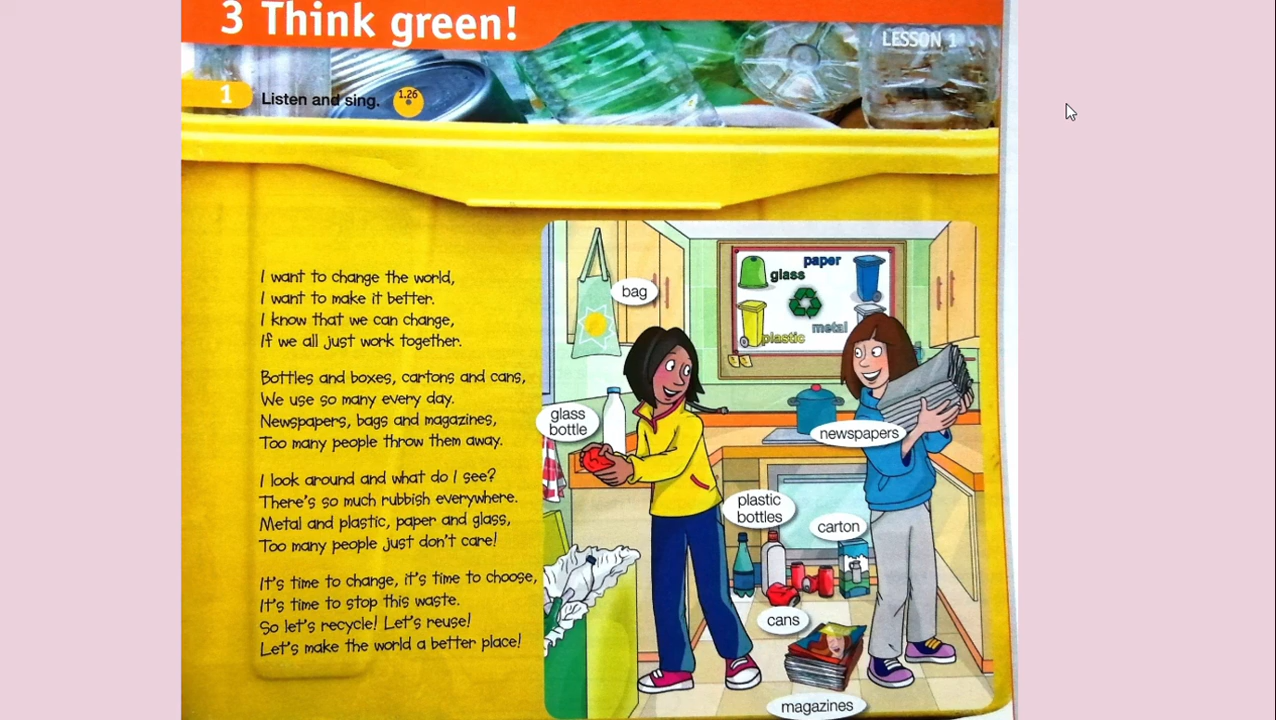 3 Think green!
LESSON 1
1 Listen and sing. 1.26
I want to change the world,
I want to make it better.
I know that we can change,
If we all just work together.
Bottles and boxes, cartons and cans,
We use so many every day.
Newspapers, bags and magazines,
Too many people throw them away.
I look around and what do I see?
There's so much rubbish everywhere.
Metal and plastic, paper and glass,
Too many people just don't care!
It's time to change, it's time to choose,
It's time to stop this waste.
So let's recycle! Let's reuse!
Let's make the world a better place!
bag
paper
glass
metal
plastic
glass
bottle
newspapers
plastic
bottles
carton
cans
magazines